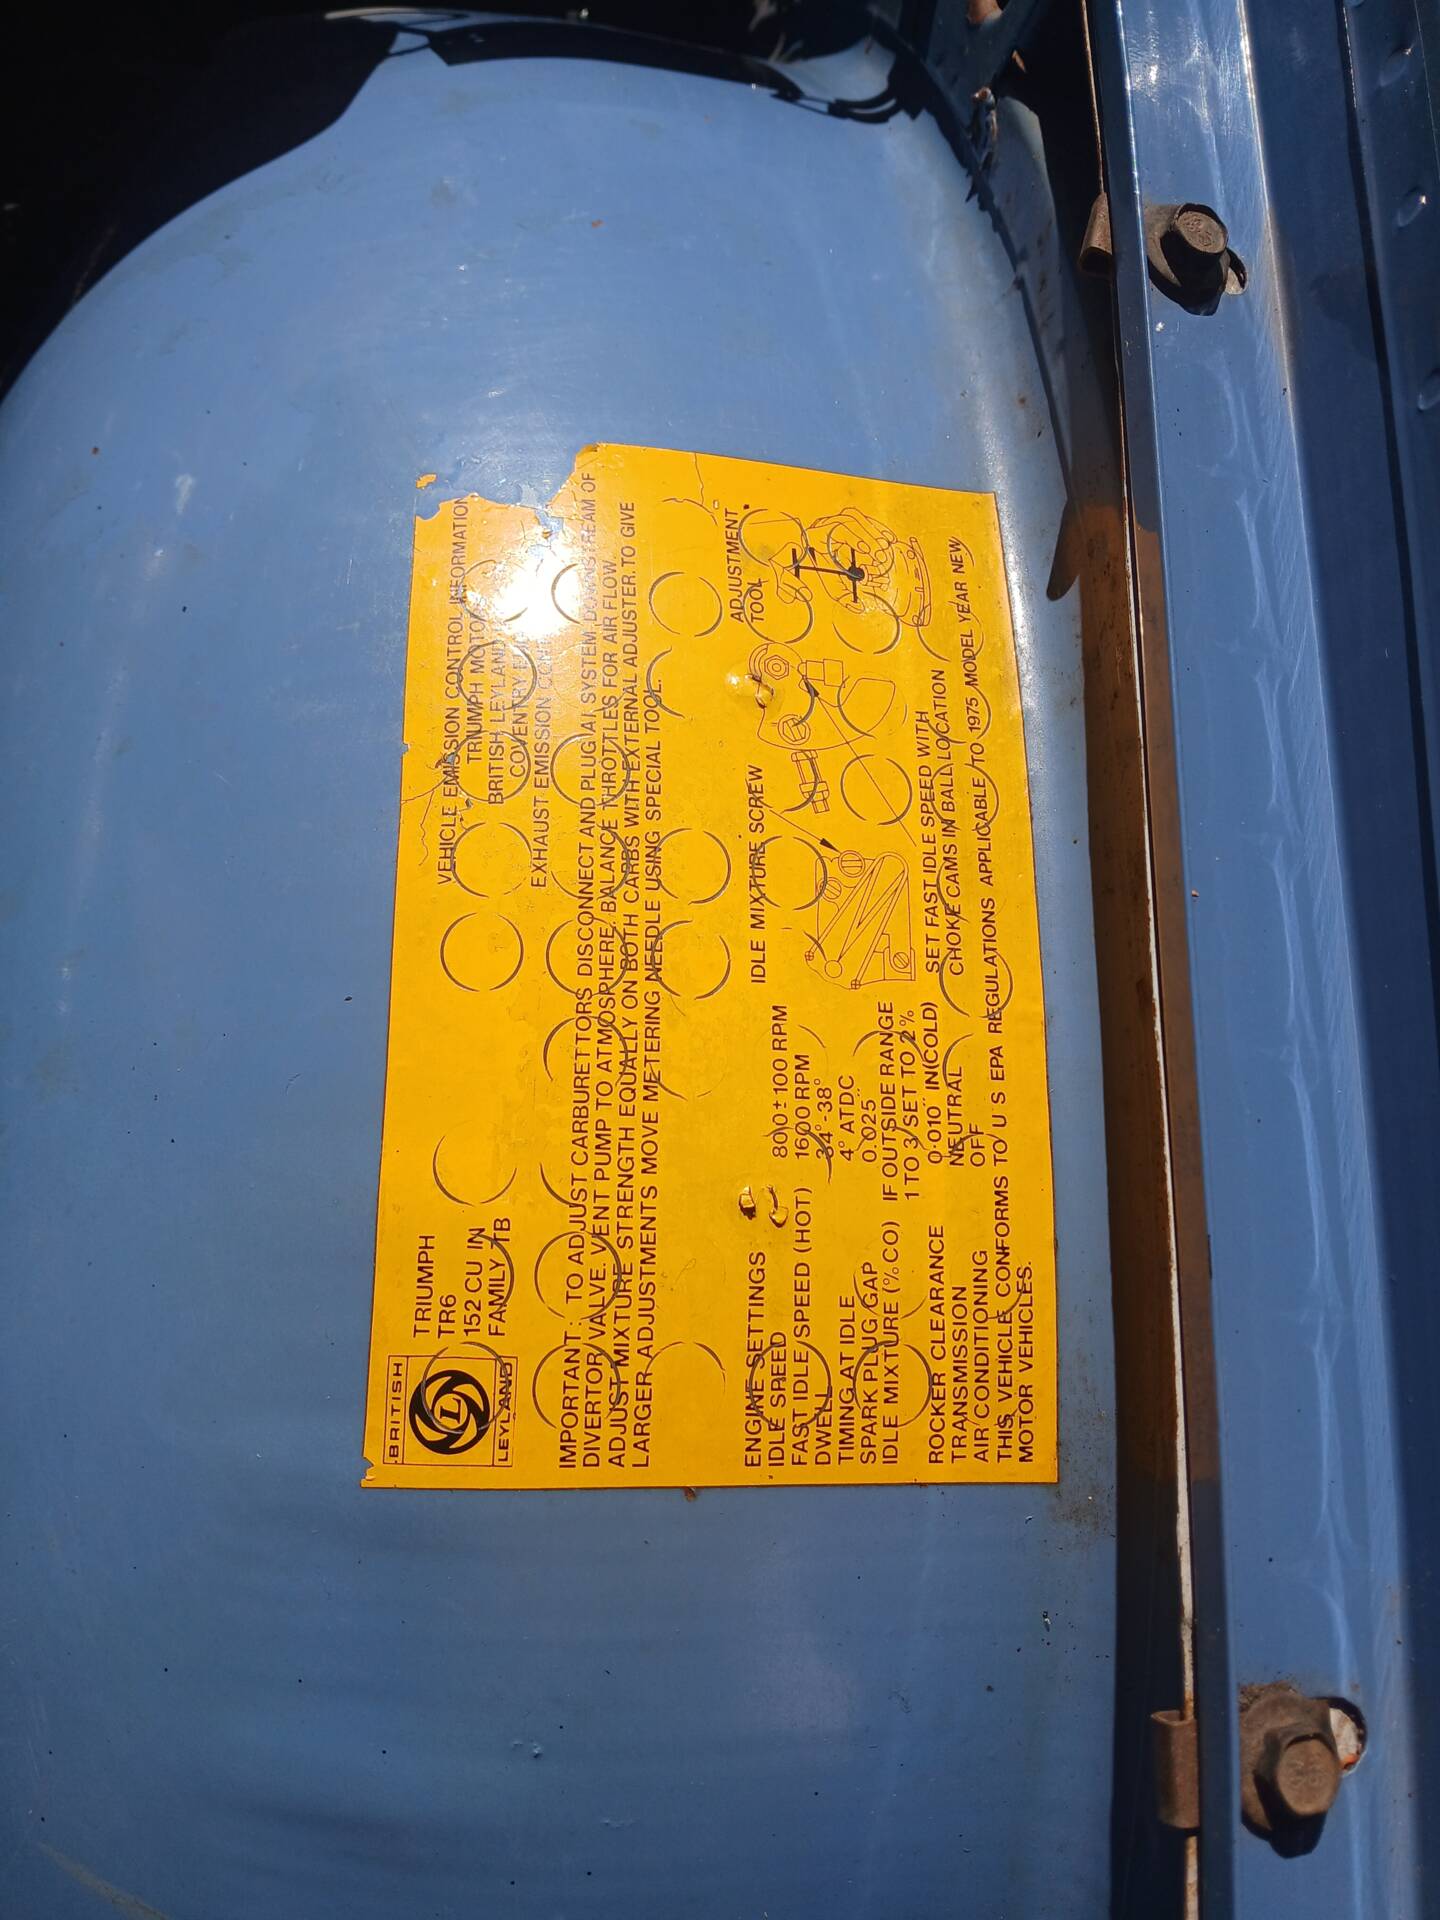 BRITISH
L
LEYLAND
TRIUMPH
TR6
152 CU IN
FAMILY TB
VEHICLE EMISSION CONTROL INFORMATION
TRIUMPH MOTOR
BRITISH LEYLAND
COVENTRY
EXHAUST EMISSION
IMPORTANT: TO ADJUST CARBURETTORS DISCONNECT AND PLUG AI SYSTEM DOWNSTREAM OF
DIVERTOR VALVE. VENT PUMP TO ATMOSPHERE. BALANCE THROTTLES FOR AIR FLOW.
ADJUST MIXTURE STRENGTH EQUALLY ON BOTH CARBS WITH EXTERNAL ADJUSTER. TO GIVE
LARGER ADJUSTMENTS MOVE METERING NEEDLE USING SPECIAL TOOL.
ENGINE SETTINGS
IDLE SPEED 800±100 RPM
FAST IDLE SPEED (HOT) 1600 RPM
DWELL 34°-38°
TIMING AT IDLE 4° ATDC
SPARK PLUG GAP 0.025"
IDLE MIXTURE (% CO) IF OUTSIDE RANGE
1 TO 3 SET TO 2 %
ROCKER CLEARANCE 0·010" IN(COLD)
TRANSMISSION NEUTRAL
AIR CONDITIONING OFF
IDLE MIXTURE SCREW
ADJUSTMENT
TOOL
SET FAST IDLE SPEED WITH
CHOKE CAMS IN BALL LOCATION
THIS VEHICLE CONFORMS TO U S EPA REGULATIONS APPLICABLE TO 1975 MODEL YEAR NEW
MOTOR VEHICLES.